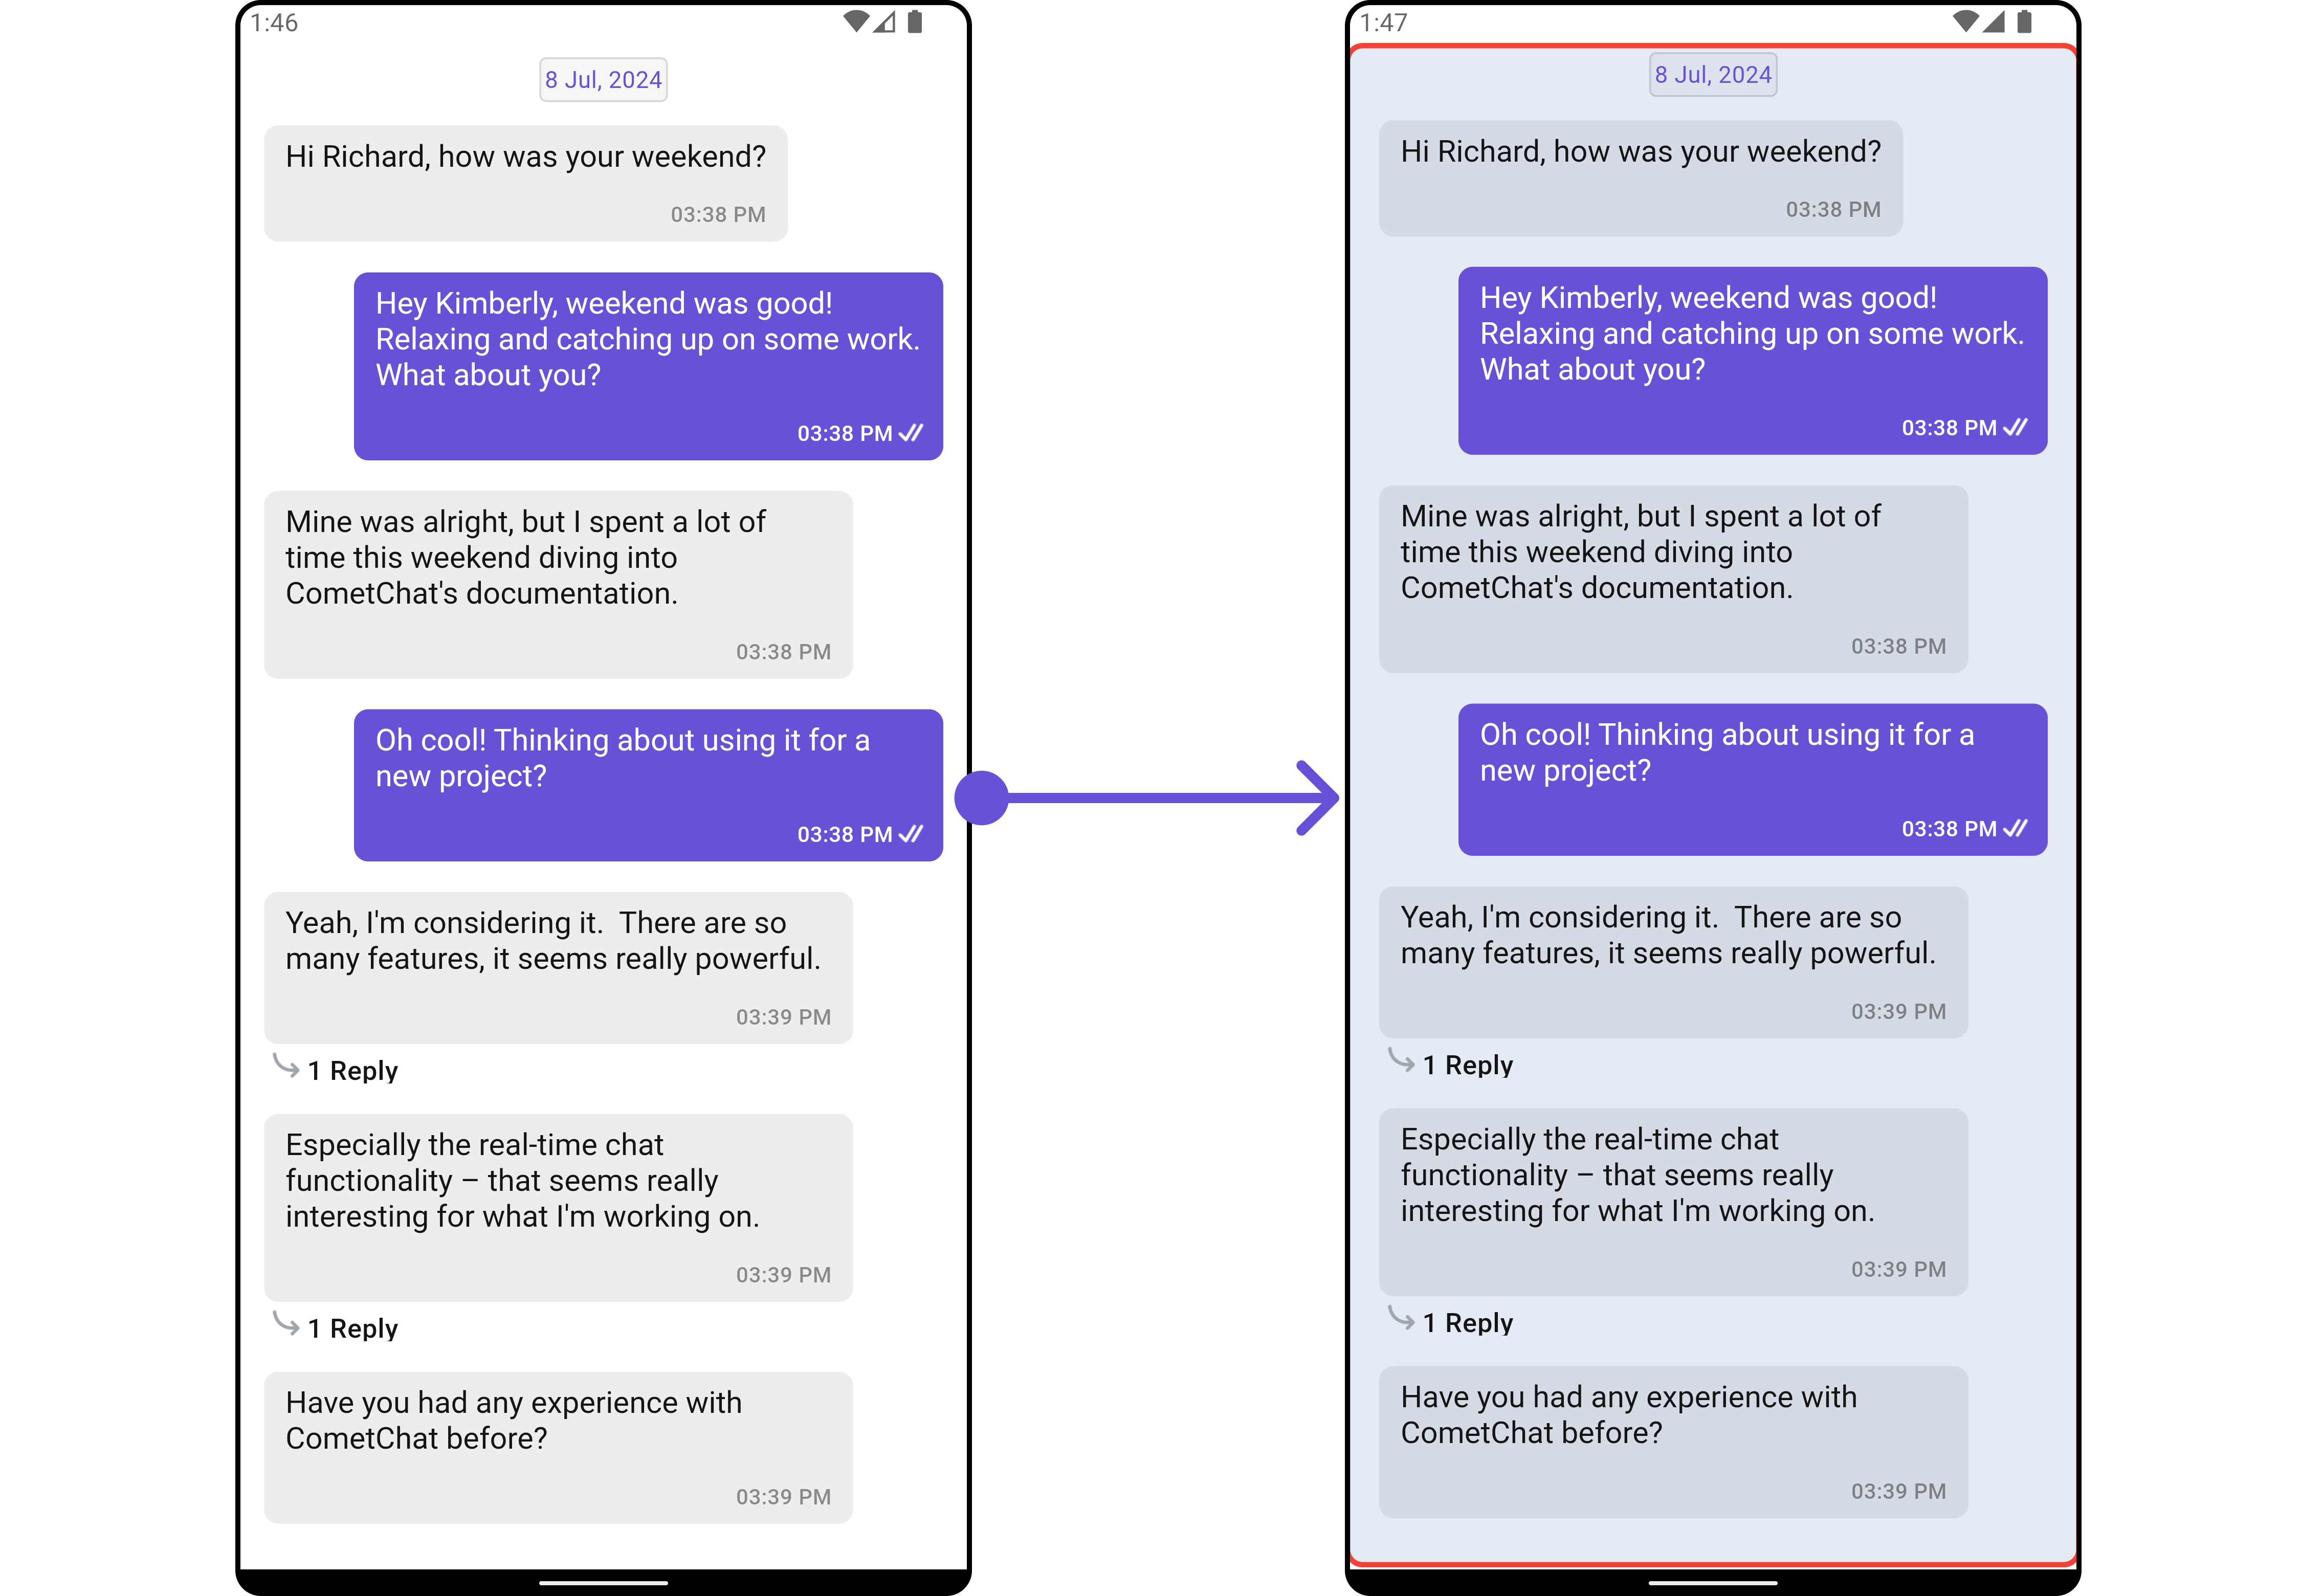 1:46
8 Jul, 2024
Hi Richard, how was your weekend?
03:38 PM
Hey Kimberly, weekend was good!
Relaxing and catching up on some work.
What about you?
03:38 PM
Mine was alright, but I spent a lot of
time this weekend diving into
CometChat's documentation.
03:38 PM
Oh cool! Thinking about using it for a
new project?
03:38 PM
Yeah, I'm considering it.  There are so
many features, it seems really powerful.
03:39 PM
1 Reply
Especially the real-time chat
functionality – that seems really
interesting for what I'm working on.
03:39 PM
1 Reply
Have you had any experience with
CometChat before?
03:39 PM
1:47
8 Jul, 2024
Hi Richard, how was your weekend?
03:38 PM
Hey Kimberly, weekend was good!
Relaxing and catching up on some work.
What about you?
03:38 PM
Mine was alright, but I spent a lot of
time this weekend diving into
CometChat's documentation.
03:38 PM
Oh cool! Thinking about using it for a
new project?
03:38 PM
Yeah, I'm considering it.  There are so
many features, it seems really powerful.
03:39 PM
1 Reply
Especially the real-time chat
functionality – that seems really
interesting for what I'm working on.
03:39 PM
1 Reply
Have you had any experience with
CometChat before?
03:39 PM